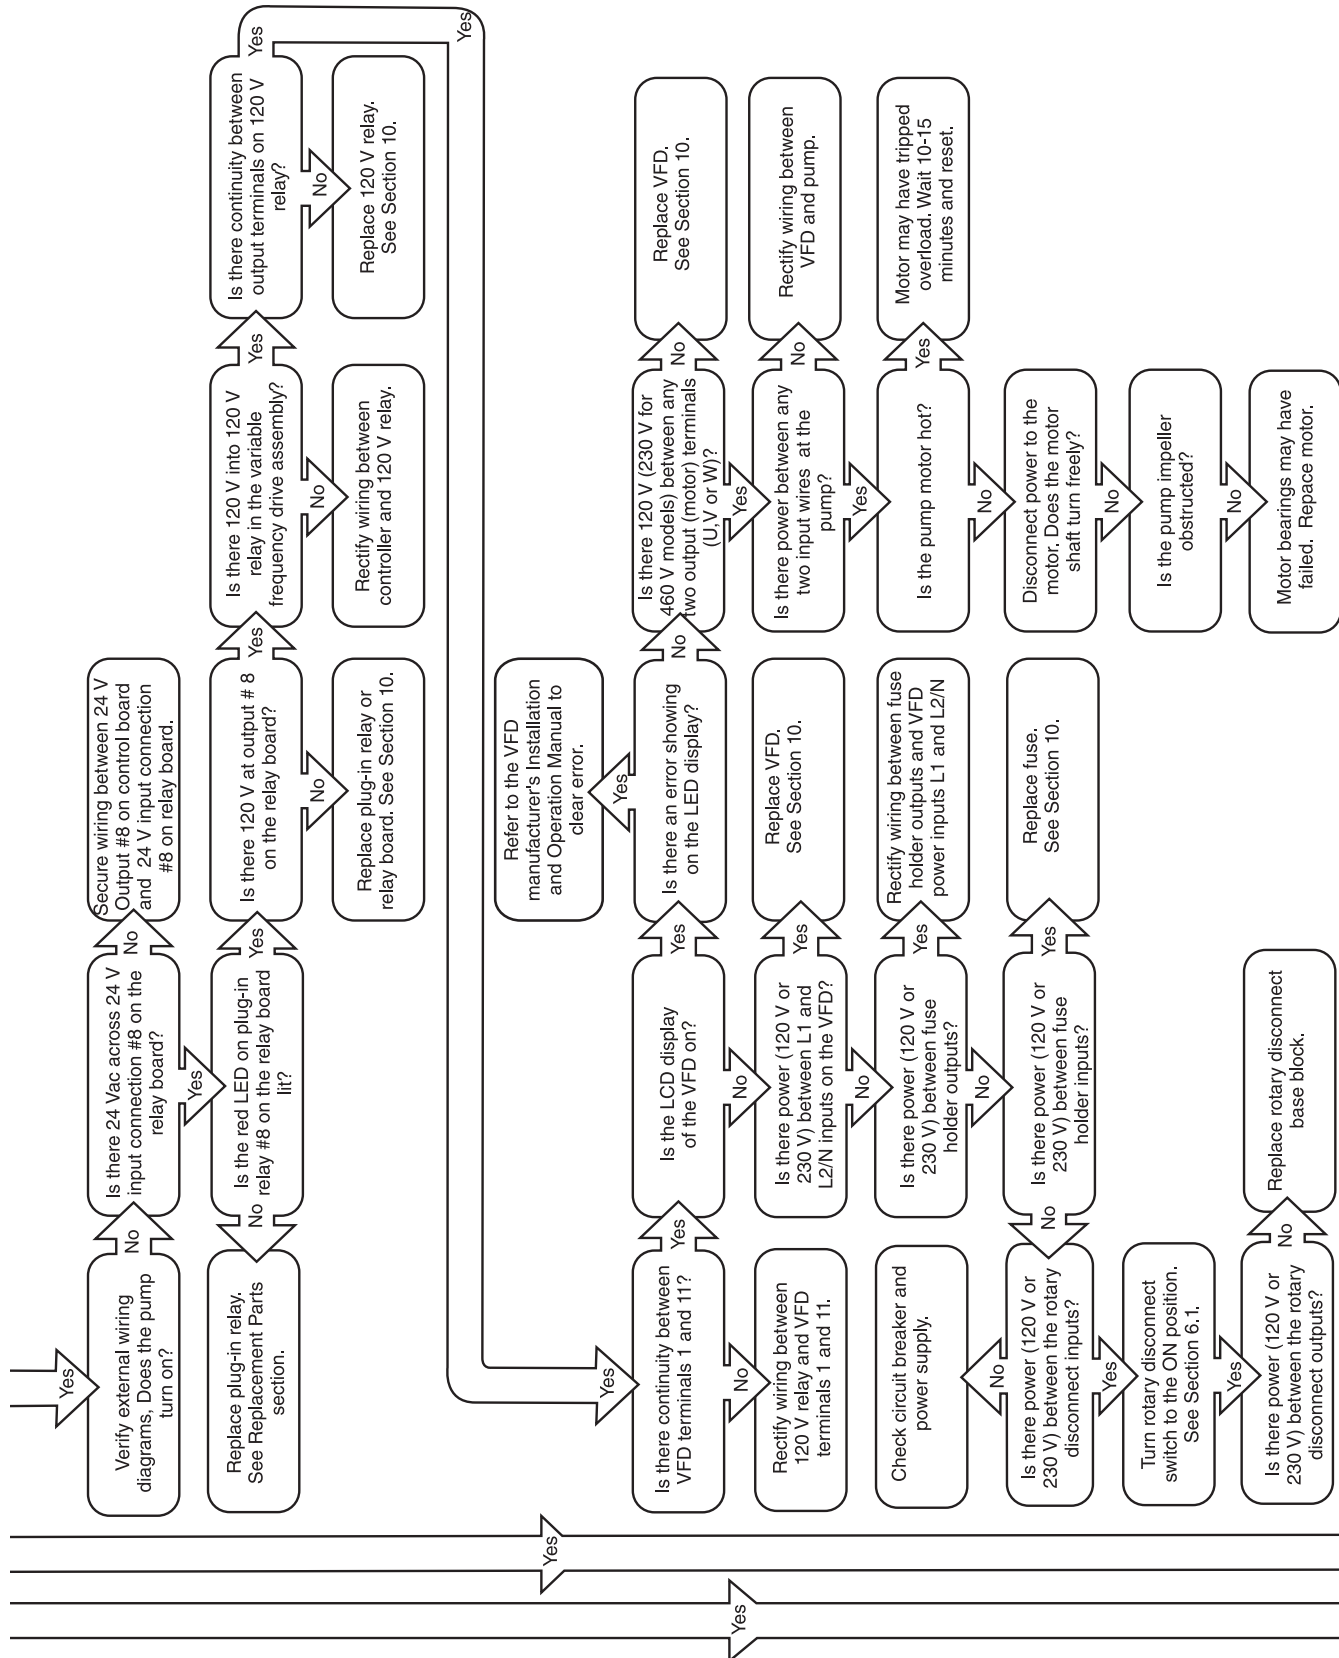 Yes
Verify external wiring
diagrams, Does the pump
turn on?
No
Is there 24 Vac across 24 V
input connection #8 on the
relay board?
No
Secure wiring between 24 V
Output #8 on control board
and 24 V input connection
#8 on relay board.
Yes
Replace plug-in relay.
See Replacement Parts
section.
No
Is the red LED on plug-in
relay #8 on the relay board
lit?
Yes
Is there 120 V at output # 8
on the relay board?
Yes
Is there 120 V into 120 V
relay in the variable
frequency drive assembly?
Yes
Is there continuity between
output terminals on 120 V
relay?
Yes
No
Replace plug-in relay or
relay board. See Section 10.
No
Rectify wiring between
controller and 120 V relay.
No
Replace 120 V relay.
See Section 10.
Yes
Yes
Refer to the VFD
manufacturer's Installation
and Operation Manual to
clear error.
Yes
Is there continuity between
VFD terminals 1 and 11?
Yes
Is the LCD display
of the VFD on?
Yes
Is there an error showing
on the LED display?
No
Is there 120 V (230 V for
460 V models) between any
two output (motor) terminals
(U,V or W)?
No
Replace VFD.
See Section 10.
No
Rectify wiring between
120 V relay and VFD
terminals 1 and 11.
No
Is there power (120 V or
230 V) between L1 and
L2/N inputs on the VFD?
Yes
Replace VFD.
See Section 10.
Yes
Is there power between any
two input wires at the
pump?
No
Rectify wiring between
VFD and pump.
Check circuit breaker and
power supply.
No
Is there power (120 V or
230 V) between fuse
holder outputs?
Yes
Rectify wiring between fuse
holder outputs and VFD
power inputs L1 and L2/N
Yes
Is the pump motor hot?
Yes
Motor may have tripped
overload. Wait 10-15
minutes and reset.
No
Is there power (120 V or
230 V) between the rotary
disconnect inputs?
No
No
Is there power (120 V or
230 V) between fuse
holder inputs?
Yes
Replace fuse.
See Section 10.
No
Disconnect power to the
motor. Does the motor
shaft turn freely?
Yes
Turn rotary disconnect
switch to the ON position.
See Section 6.1.
No
Is the pump impeller
obstructed?
Yes
Is there power (120 V or
230 V) between the rotary
disconnect outputs?
No
Replace rotary disconnect
base block.
No
Motor bearings may have
failed. Repace motor.
Yes
Yes